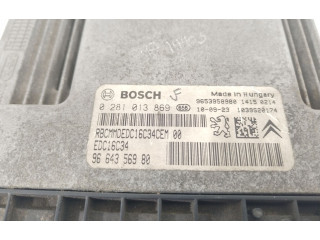 BOSCH
Made in Hungary
0 281 013 869
9653958980 1415 0214
10-09-23 1039S20174
RBCMMDEDC16C34CEM 00
EDC16C34
96 643 569 80